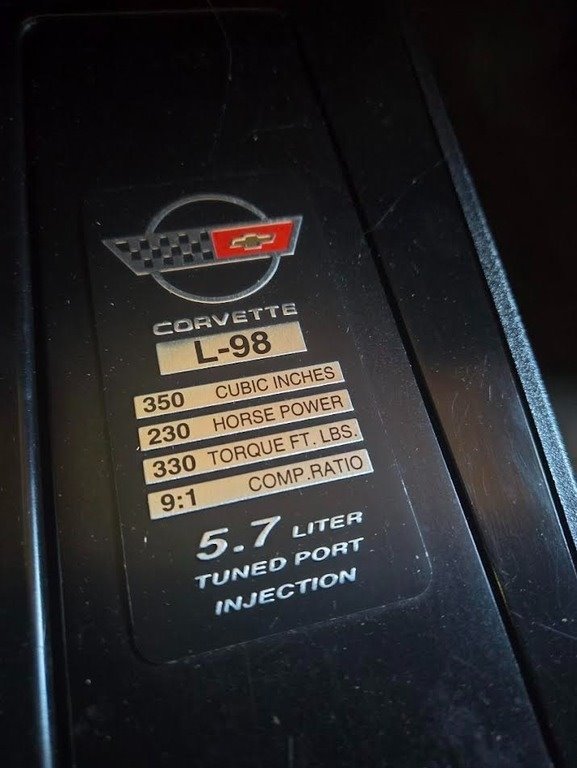 CORVETTE
L-98
350 CUBIC INCHES
230 HORSE POWER
330 TORQUE FT. LBS.
9:1 COMP.RATIO
5.7 LITER
TUNED PORT
INJECTION